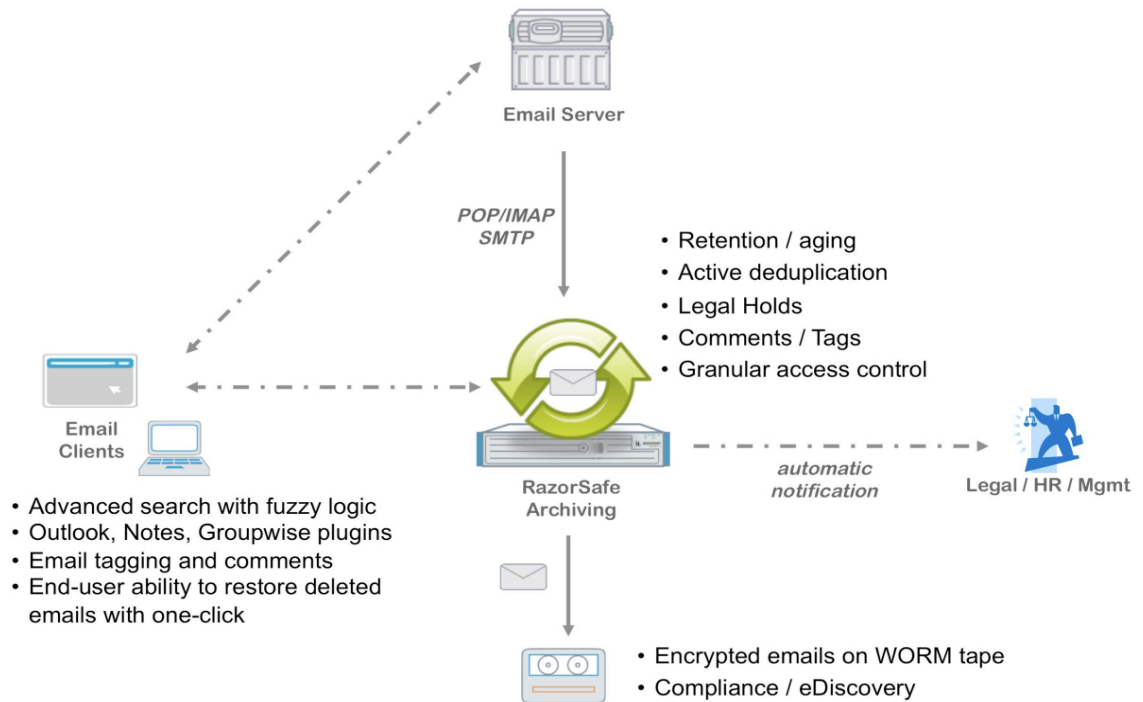 Email Server
POP/IMAP
SMTP
• Retention / aging
• Active deduplication
• Legal Holds
• Comments / Tags
• Granular access control
Email
Clients
RazorSafe
Archiving
automatic
notification
Legal / HR / Mgmt
• Advanced search with fuzzy logic
• Outlook, Notes, Groupwise plugins
• Email tagging and comments
• End-user ability to restore deleted
emails with one-click
• Encrypted emails on WORM tape
• Compliance / eDiscovery